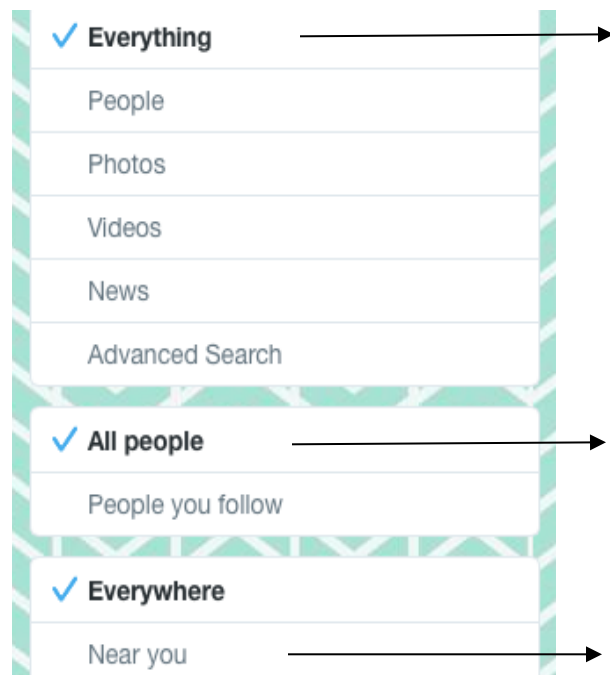 Everything
People
Photos
Videos
News
Advanced Search
All people
People you follow
Everywhere
Near you